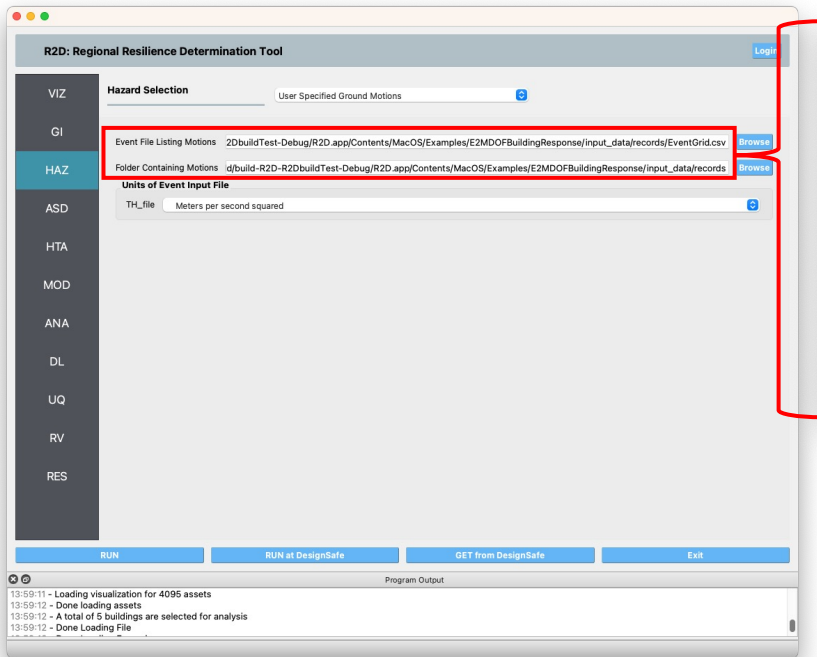 R2D: Regional Resilience Determination Tool
Login
VIZ
GI
HAZ
ASD
HTA
MOD
ANA
DL
UQ
RV
RES
Hazard Selection
User Specified Ground Motions
Event File Listing Motions 2DbuildTest-Debug/R2D.app/Contents/MacOS/Examples/E2MDOFBuildingResponse/input_data/records/EventGrid.csv Browse
Folder Containing Motions d/build-R2D-R2DbuildTest-Debug/R2D.app/Contents/MacOS/Examples/E2MDOFBuildingResponse/input_data/records Browse
Units of Event Input File
TH_file Meters per second squared
RUN RUN at DesignSafe GET from DesignSafe Exit
Program Output
13:59:11 - Loading visualization for 4095 assets
13:59:12 - Done loading assets
13:59:12 - A total of 5 buildings are selected for analysis
13:59:12 - Done Loading File